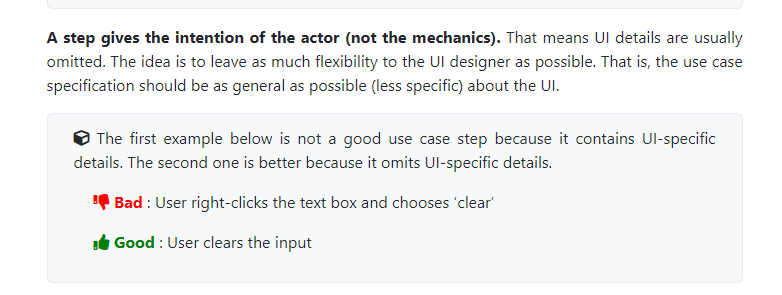 A step gives the intention of the actor (not the mechanics). That means UI details are usually
omitted. The idea is to leave as much flexibility to the UI designer as possible. That is, the use case
specification should be as general as possible (less specific) about the UI.
The first example below is not a good use case step because it contains UI-specific
details. The second one is better because it omits UI-specific details.
Bad : User right-clicks the text box and chooses ‘clear’
Good : User clears the input